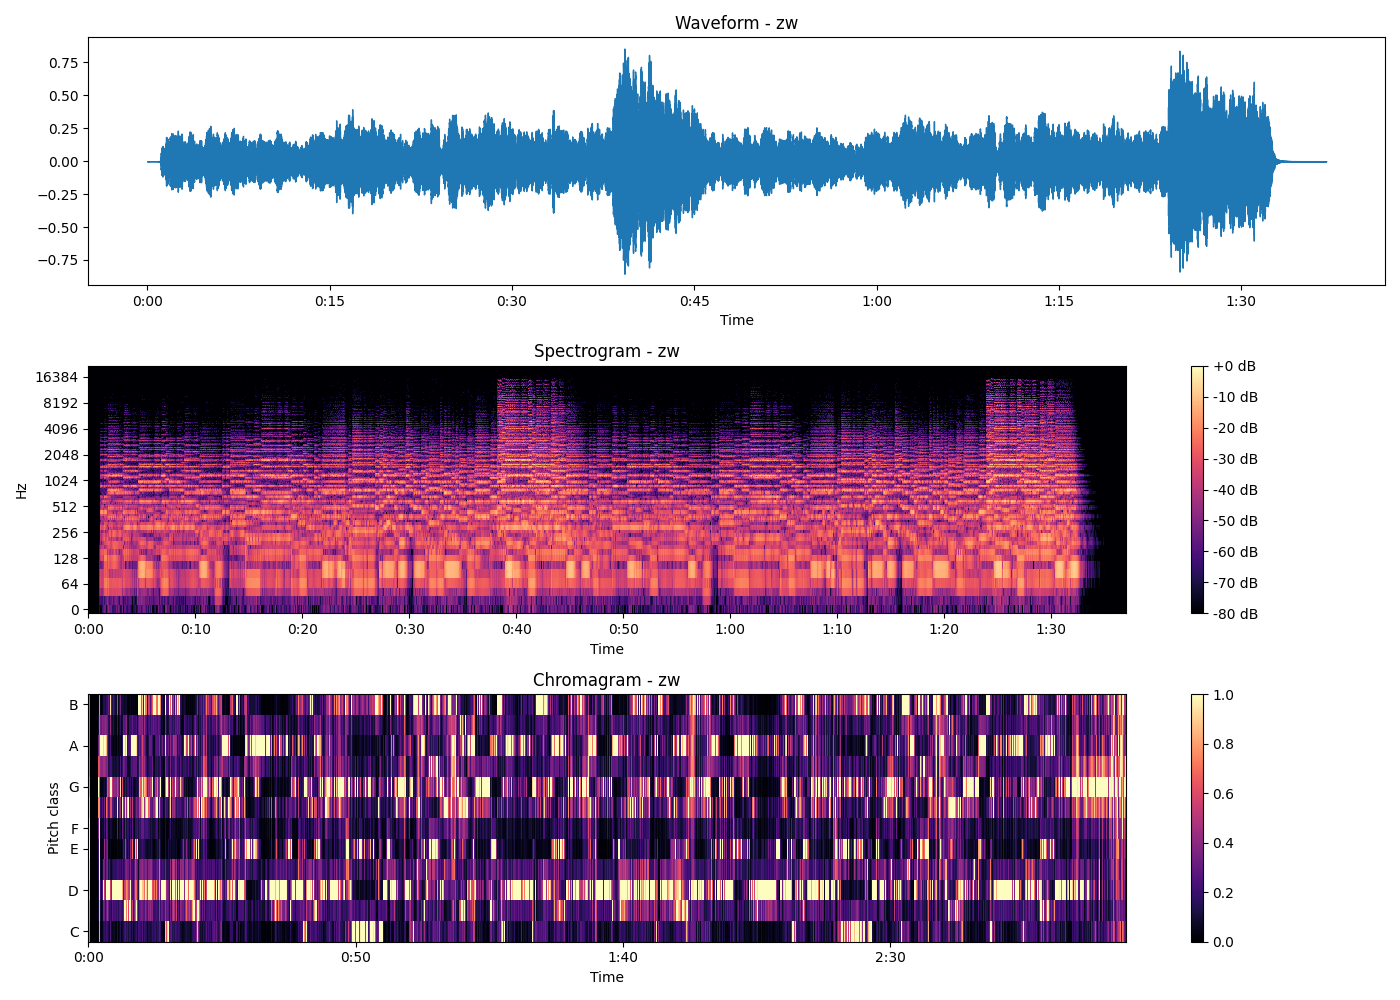 Waveform - zw
0.75
0.50
0.25
0.00
−0.25
−0.50
−0.75
0:00 0:15 0:30 0:45 1:00 1:15 1:30
Time
Spectrogram - zw
Hz
16384
8192
4096
2048
1024
512
256
128
64
0
0:00 0:10 0:20 0:30 0:40 0:50 1:00 1:10 1:20 1:30
Time
+0 dB
-10 dB
-20 dB
-30 dB
-40 dB
-50 dB
-60 dB
-70 dB
-80 dB
Chromagram - zw
Pitch class
B
A
G
F
E
D
C
0:00 0:50 1:40 2:30
Time
1.0
0.8
0.6
0.4
0.2
0.0